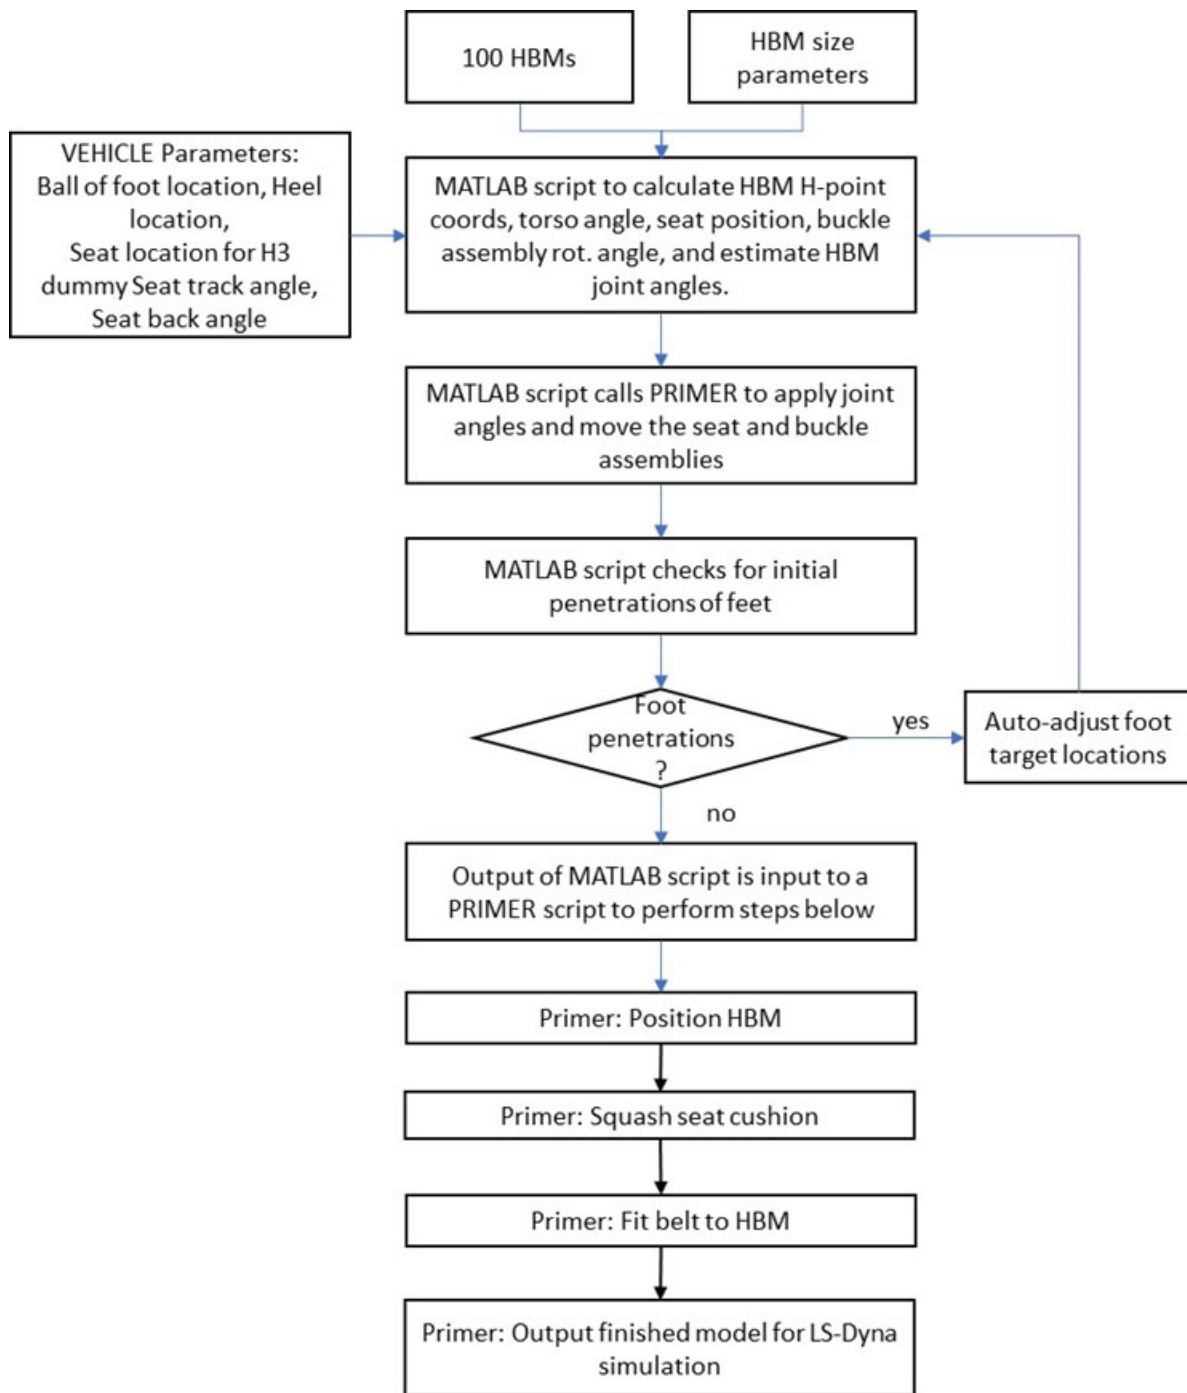 100 HBMs
HBM size
parameters
VEHICLE Parameters:
Ball of foot location, Heel
location,
Seat location for H3
dummy Seat track angle,
Seat back angle
MATLAB script to calculate HBM H-point
coords, torso angle, seat position, buckle
assembly rot. angle, and estimate HBM
joint angles.
MATLAB script calls PRIMER to apply joint
angles and move the seat and buckle
assemblies
MATLAB script checks for initial
penetrations of feet
Foot
penetrations
?
yes
Auto-adjust foot
target locations
no
Output of MATLAB script is input to a
PRIMER script to perform steps below
Primer: Position HBM
Primer: Squash seat cushion
Primer: Fit belt to HBM
Primer: Output finished model for LS-Dyna
simulation